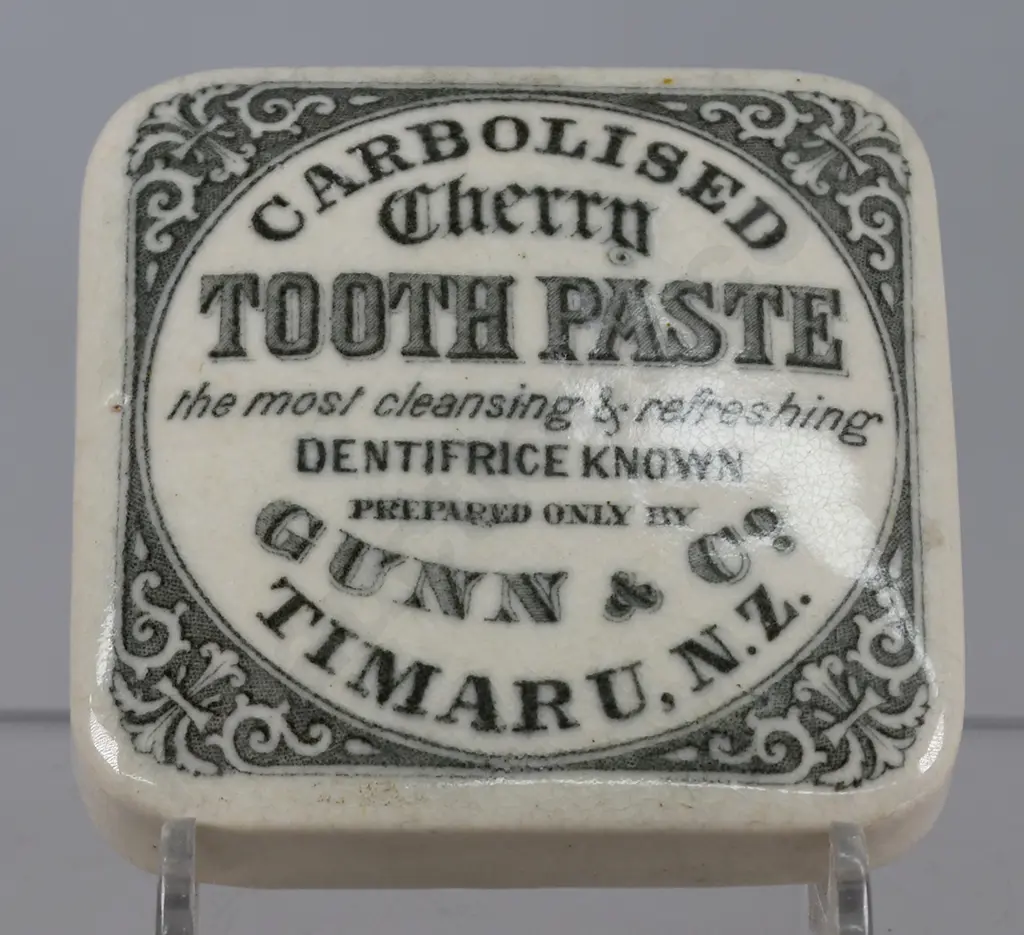 CARBOLISED
Cherry
TOOTH PASTE
the most cleansing & refreshing
DENTIFRICE KNOWN
PREPARED ONLY BY
GUNN & Co.
TIMARU, N.Z.